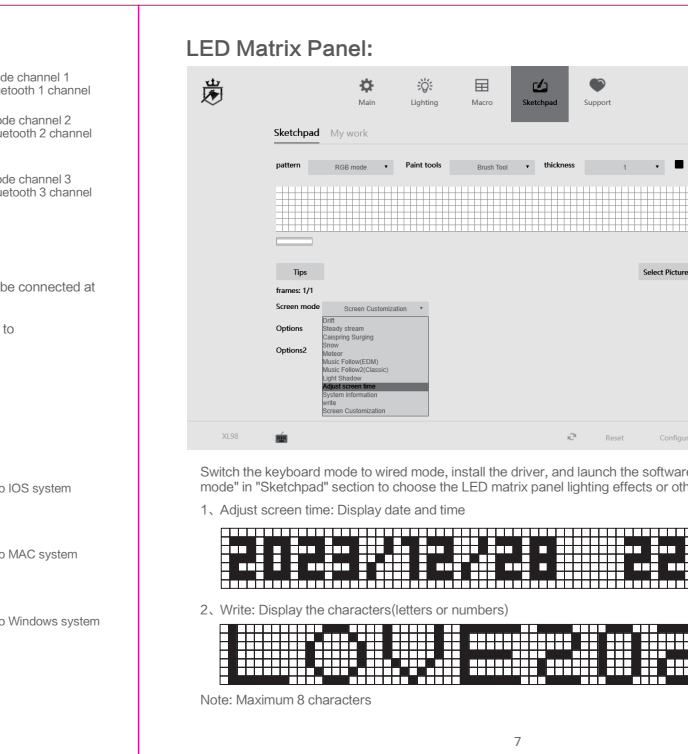 de channel 1
etooth 1 channel
ode channel 2
uetooth 2 channel
ode channel 3
uetooth 3 channel
be connected at
to
o IOS system
o MAC system
o Windows system
LED Matrix Panel:
Main
Lighting
Macro
Sketchpad
Support
Sketchpad My work
pattern RGB mode Paint tools Brush Tool thickness 1
Tips
Select Picture
frames: 1/1
Screen mode Screen Customization
Options
Options2
Drift
Steady stream
Caispring Surging
Snow
Meteor
Music Follow(EDM)
Music Follow2(Classic)
Light Shadow
Adjust screen time
System information
write
Screen Customization
XL98
Reset
Configur
Switch the keyboard mode to wired mode, install the driver, and launch the software
mode" in "Sketchpad" section to choose the LED matrix panel lighting effects or oth
1、Adjust screen time: Display date and time
2023/12/28 22
2、Write: Display the characters(letters or numbers)
LOVE202
Note: Maximum 8 characters
7